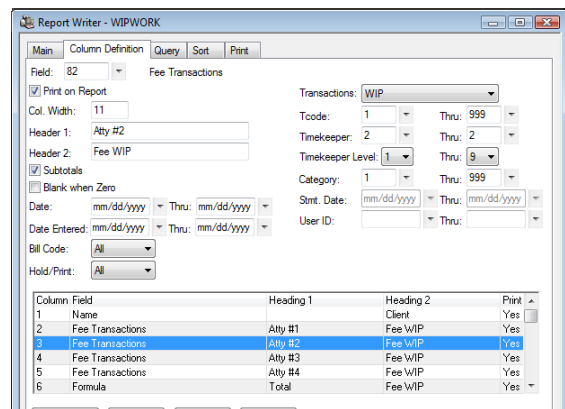 Report Writer - WIPWORK
Main Column Definition Query Sort Print
Field: 82 Fee Transactions
Print on Report Transactions: WIP
Col. Width: 11 Tcode: 1 Thru: 999
Header 1: Atty #2 Timekeeper: 2 Thru: 2
Header 2: Fee WIP Timekeeper Level: 1 Thru: 9
Subtotals Category: 1 Thru: 999
Blank when Zero
Date: mm/dd/yyyy Thru: mm/dd/yyyy Stmt. Date: mm/dd/yyyy Thru: mm/dd/yyyy
Date Entered: mm/dd/yyyy Thru: mm/dd/yyyy User ID: Thru:
Bill Code: All
Hold/Print: All
Column Field Heading 1 Heading 2 Print
1 Name Client Yes
2 Fee Transactions Atty #1 Fee WIP Yes
3 Fee Transactions Atty #2 Fee WIP Yes
4 Fee Transactions Atty #3 Fee WIP Yes
5 Fee Transactions Atty #4 Fee WIP Yes
6 Formula Total Fee WIP Yes